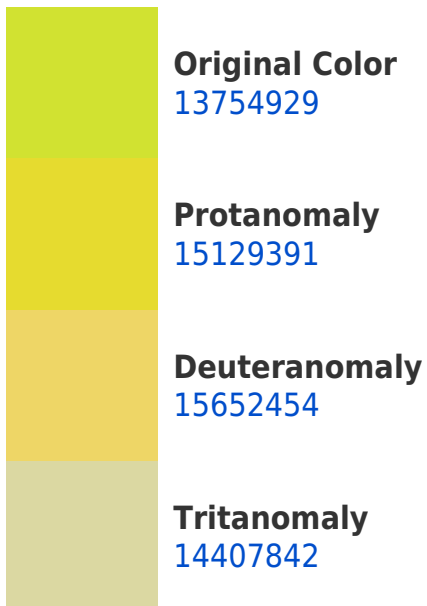 Original Color
13754929
Protanomaly
15129391
Deuteranomaly
15652454
Tritanomaly
14407842